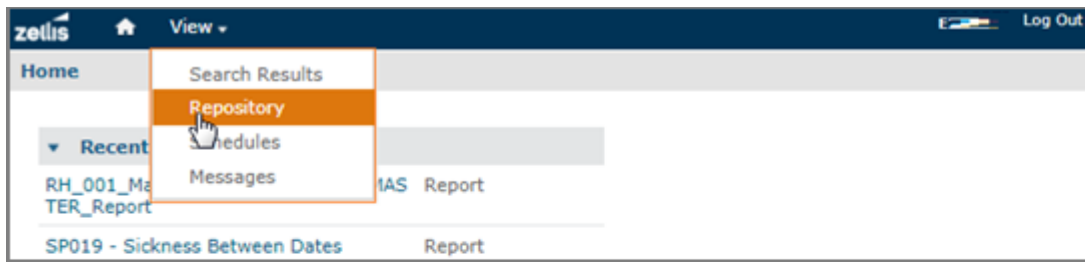 zellis View Log Out
Home
Search Results
Repository
Schedules
Messages
Recent
RH_001_Ma MAS Report
TER_Report
SP019 - Sickness Between Dates Report